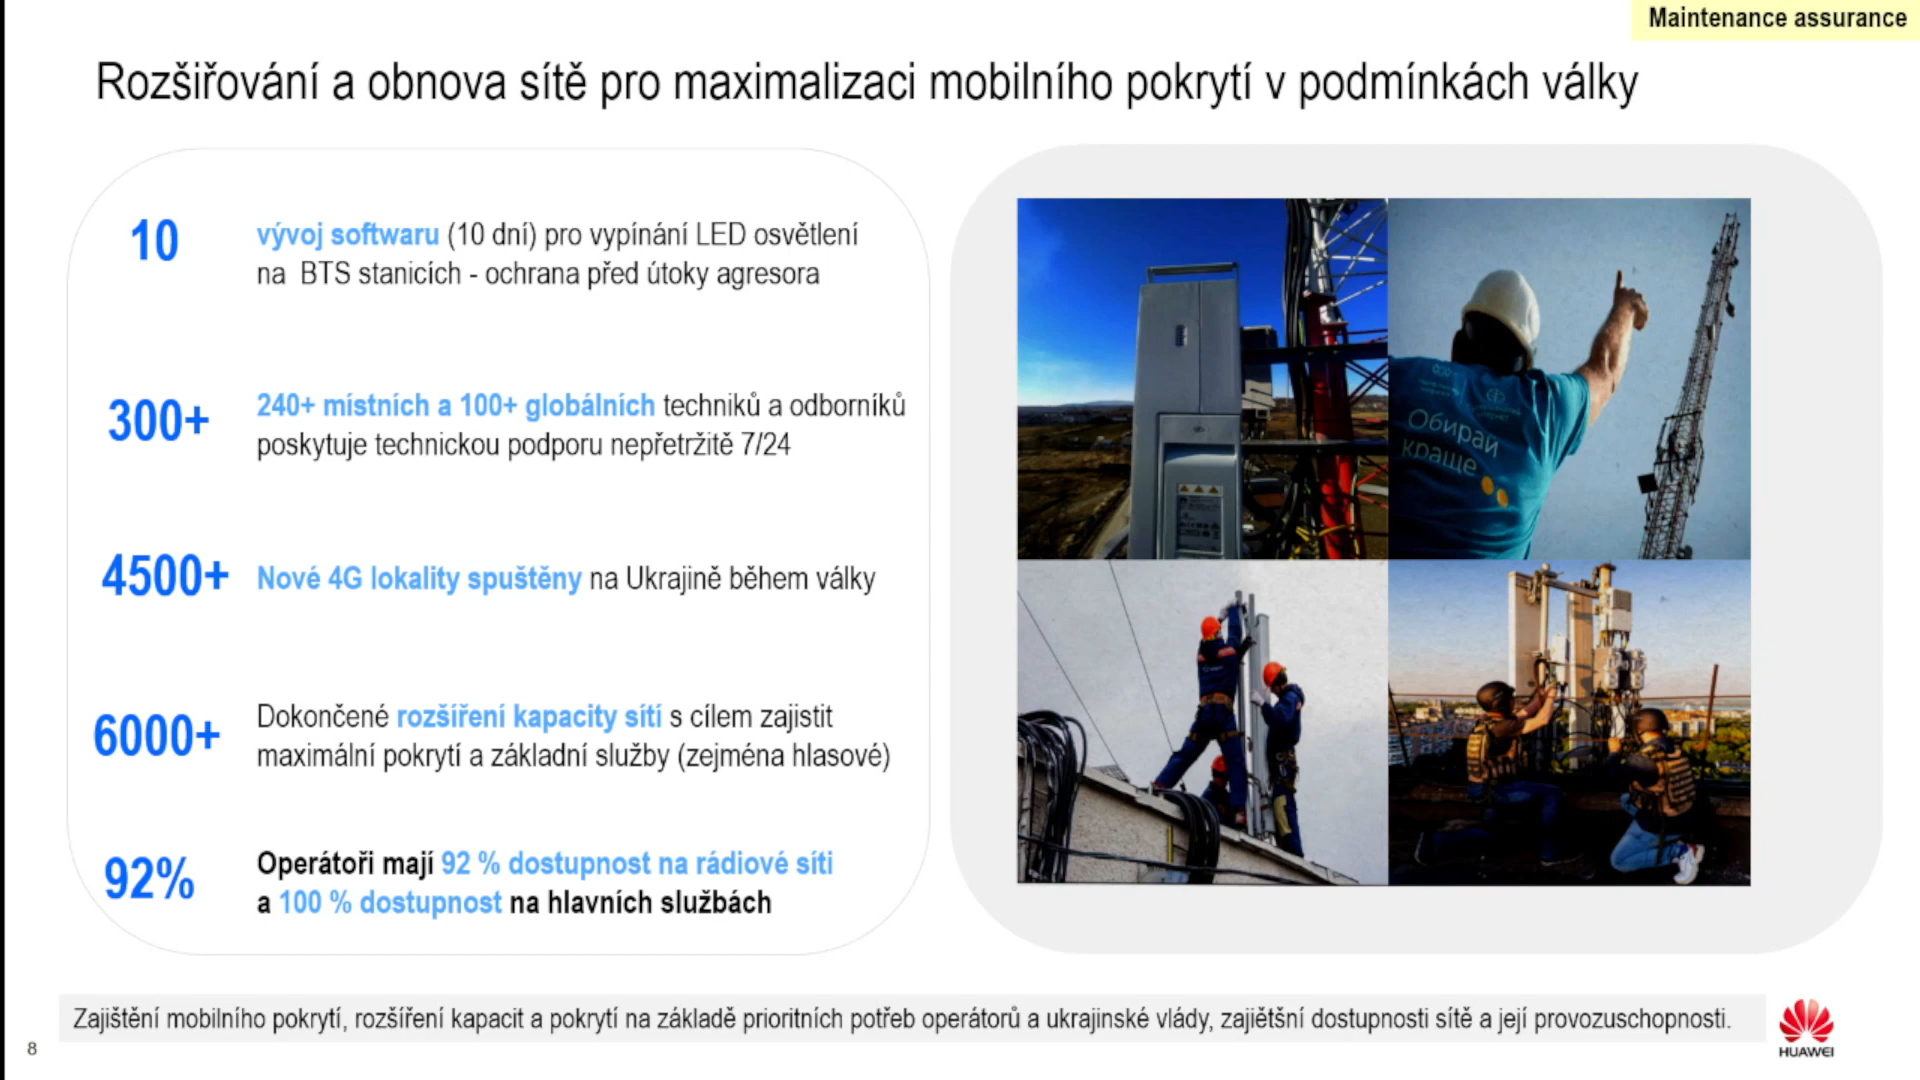 Maintenance assurance
Rozšiřování a obnova sítě pro maximalizaci mobilního pokrytí v podmínkách války
10
vývoj softwaru (10 dní) pro vypínání LED osvětlení
na BTS stanicích - ochrana před útoky agresora
300+
240+ místních a 100+ globálních techniků a odborníků
poskytuje technickou podporu nepřetržitě 7/24
4500+
Nové 4G lokality spuštěny na Ukrajině během války
6000+
Dokončené rozšíření kapacity sítí s cílem zajistit
maximální pokrytí a základní služby (zejména hlasové)
92%
Operátoři mají 92 % dostupnost na rádiové síti
a 100 % dostupnost na hlavních službách
Обирай
краще
Zajištění mobilního pokrytí, rozšíření kapacit a pokrytí na základě prioritních potřeb operátorů a ukrajinské vlády, zajiětšní dostupnosti sítě a její provozuschopnosti.
8
HUAWEI